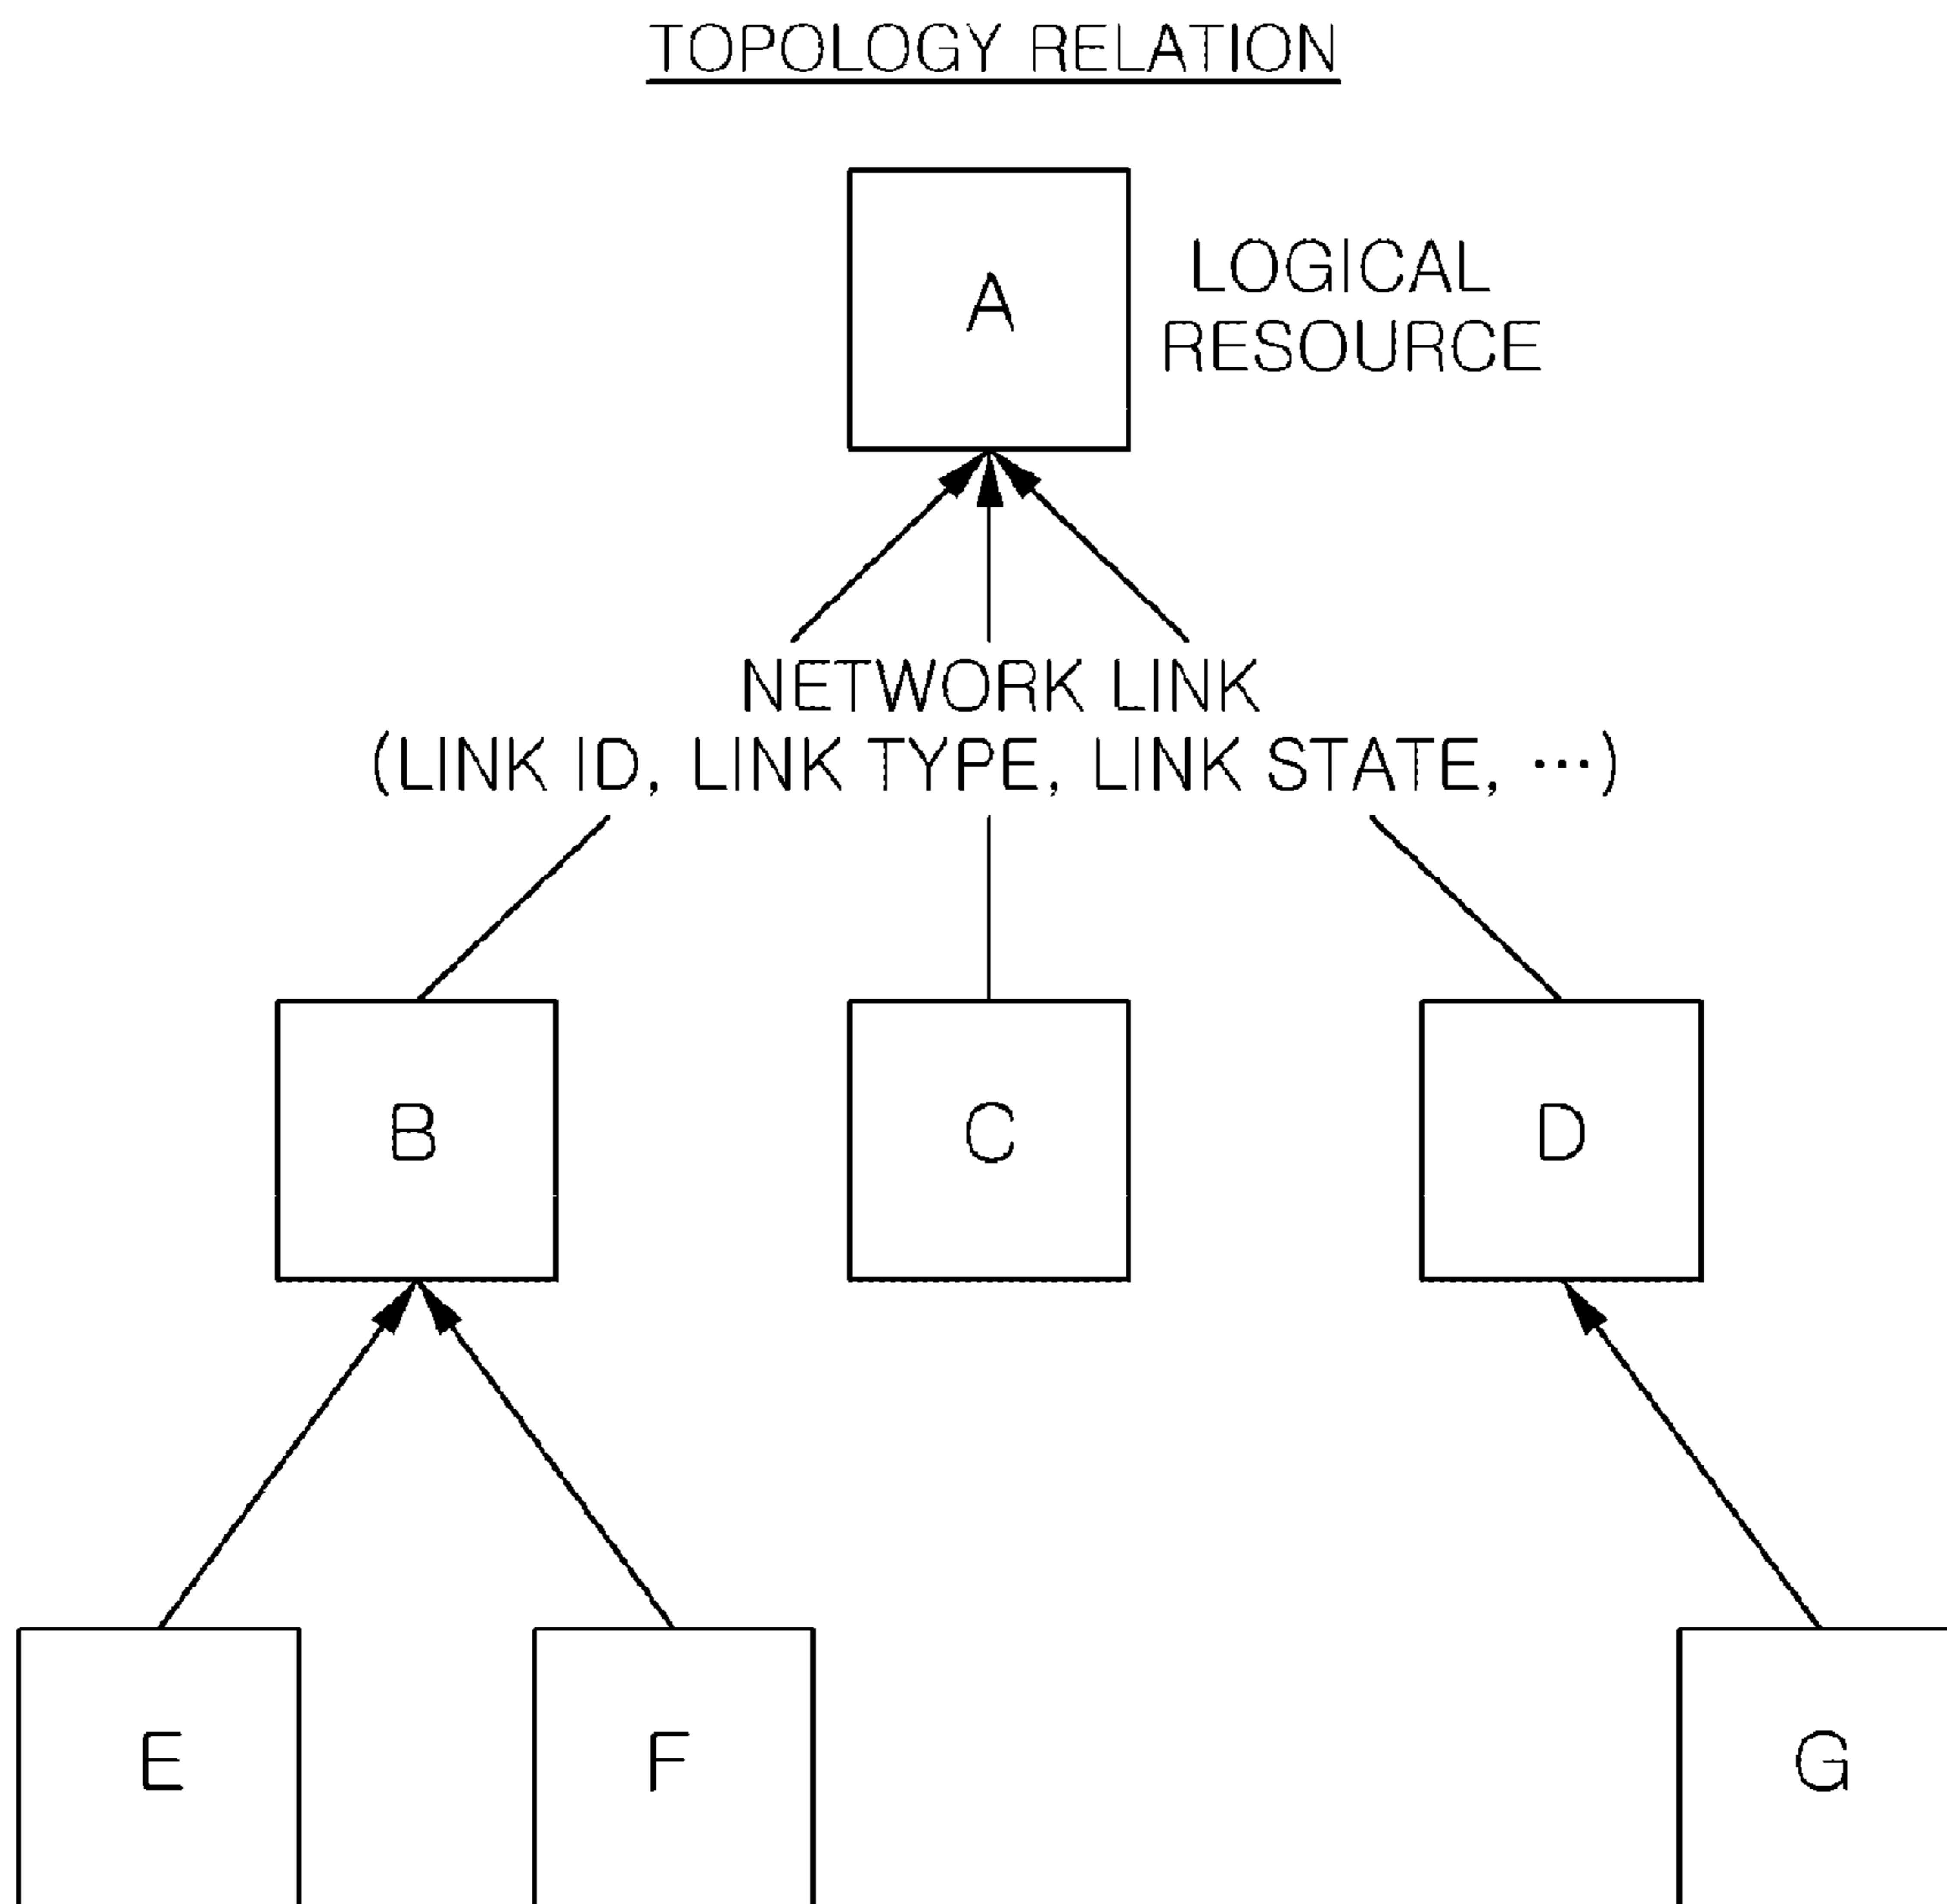 TOPOLOGY RELATION
A
LOGICAL
RESOURCE
NETWORK LINK
(LINK ID, LINK TYPE, LINK STATE, ⋯)
B
C
D
E
F
G